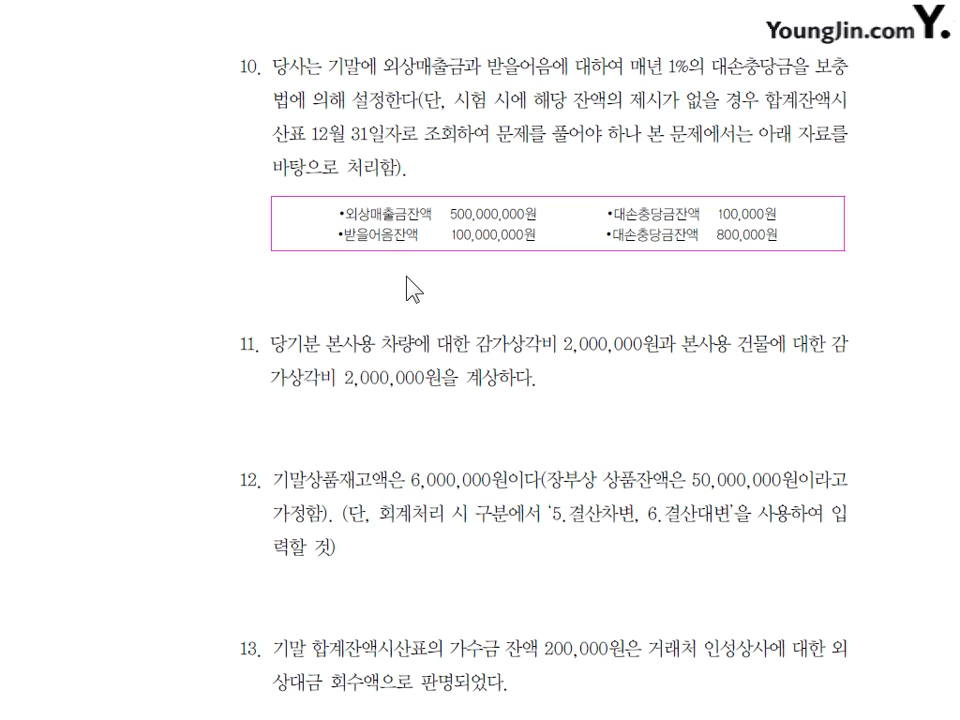 YoungJin.com Y.
10. 당사는 기말에 외상매출금과 받을어음에 대하여 매년 1%의 대손충당금을 보충
법에 의해 설정한다(단, 시험 시에 해당 잔액의 제시가 없을 경우 합계잔액시
산표 12월 31일자로 조회하여 문제를 풀어야 하나 본 문제에서는 아래 자료를
바탕으로 처리함).
•외상매출금잔액 500,000,000원 •대손충당금잔액 100,000원
•받을어음잔액 100,000,000원 •대손충당금잔액 800,000원
11. 당기분 본사용 차량에 대한 감가상각비 2,000,000원과 본사용 건물에 대한 감
가상각비 2,000,000원을 계상하다.
12. 기말상품재고액은 6,000,000원이다(장부상 상품잔액은 50,000,000원이라고
가정함). (단, 회계처리 시 구분에서 ‘5.결산차변, 6.결산대변’을 사용하여 입
력할 것)
13. 기말 합계잔액시산표의 가수금 잔액 200,000원은 거래처 인성상사에 대한 외
상대금 회수액으로 판명되었다.